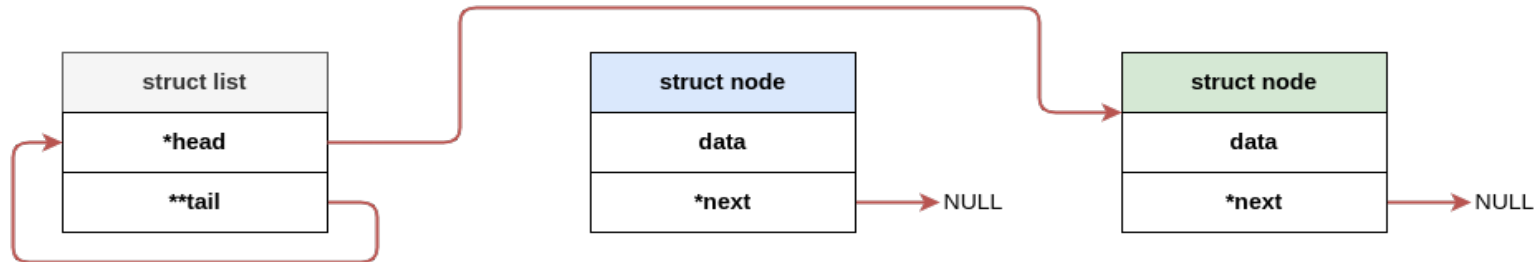 struct list
*head
**tail
struct node
data
*next
NULL
struct node
data
*next
NULL